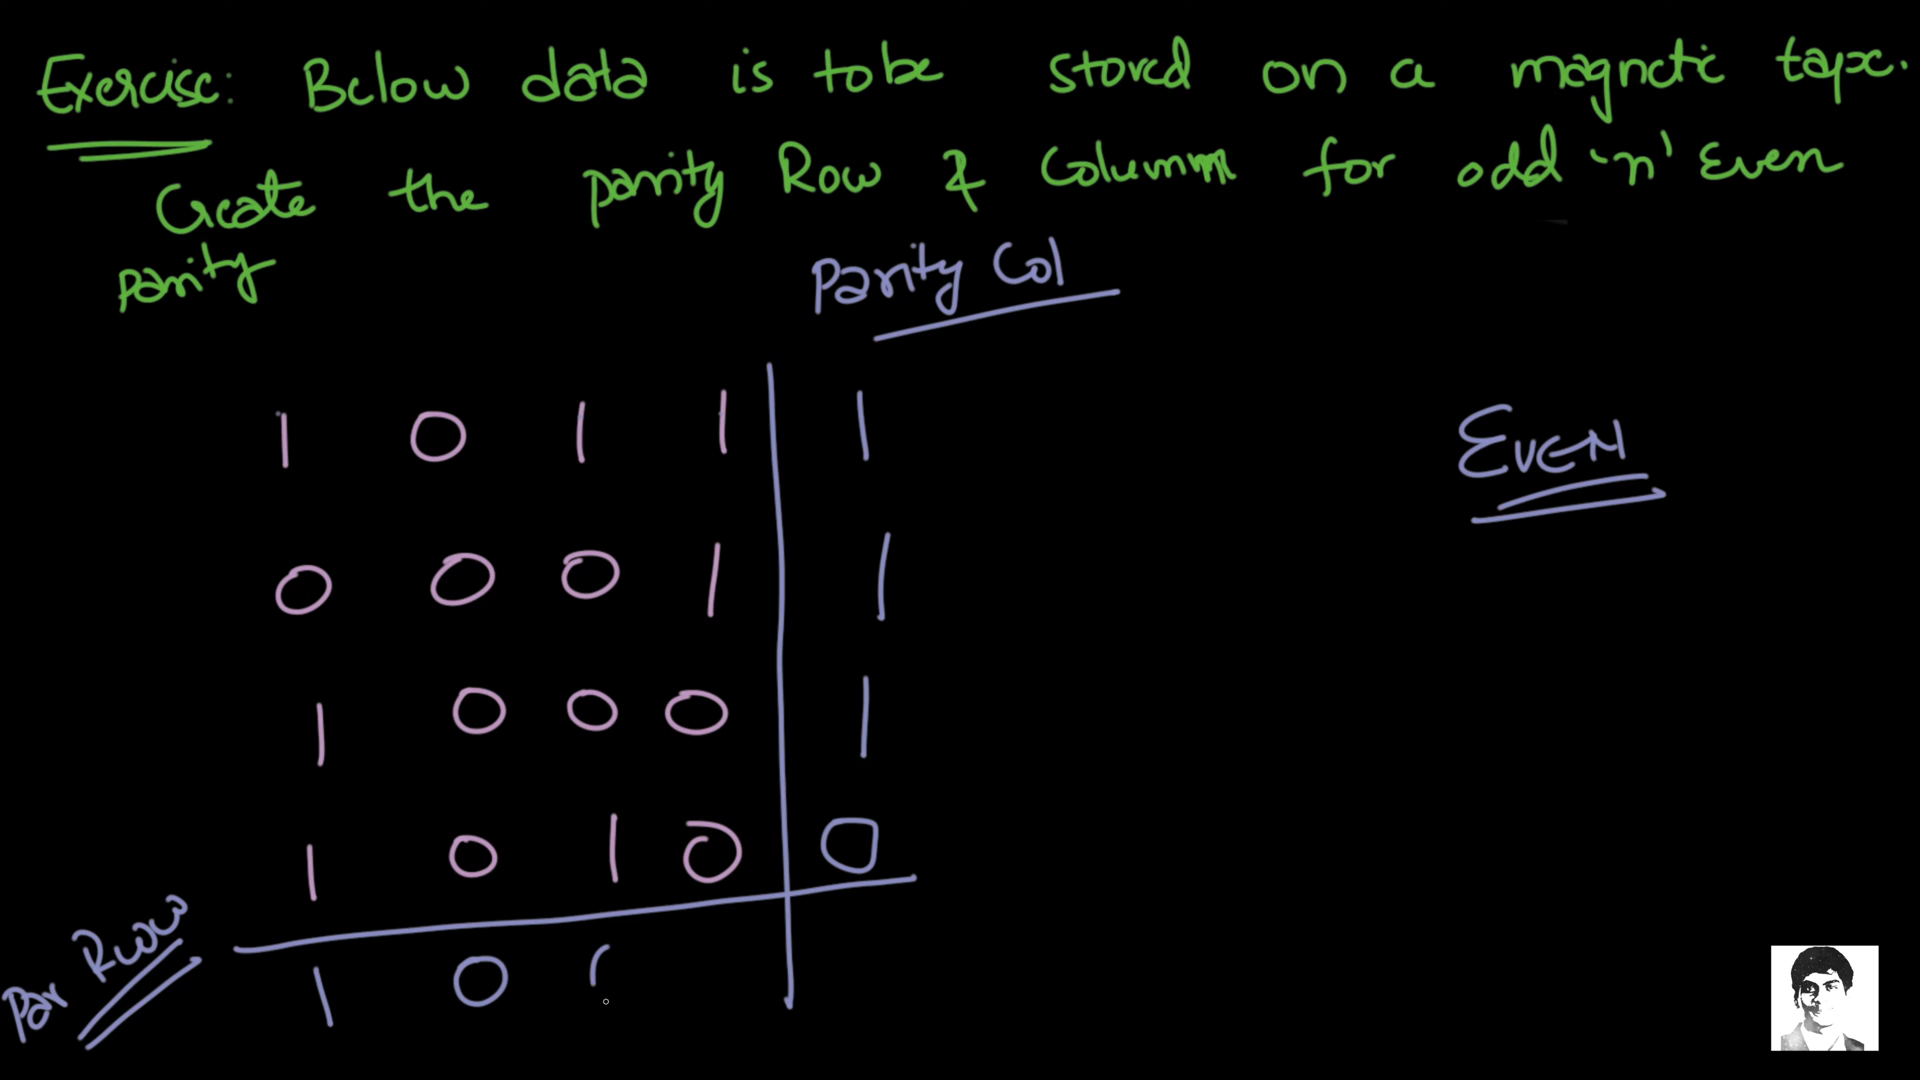 Exercise: Below data is to be stored on a magnetic tape.
Create the parity Row & Column for odd 'n' Even
parity
Parity Col
1 0 1 1 1
EVEN
0 0 0 1 1
1 0 0 0 1
1 0 1 0 0
Par Row
1 0